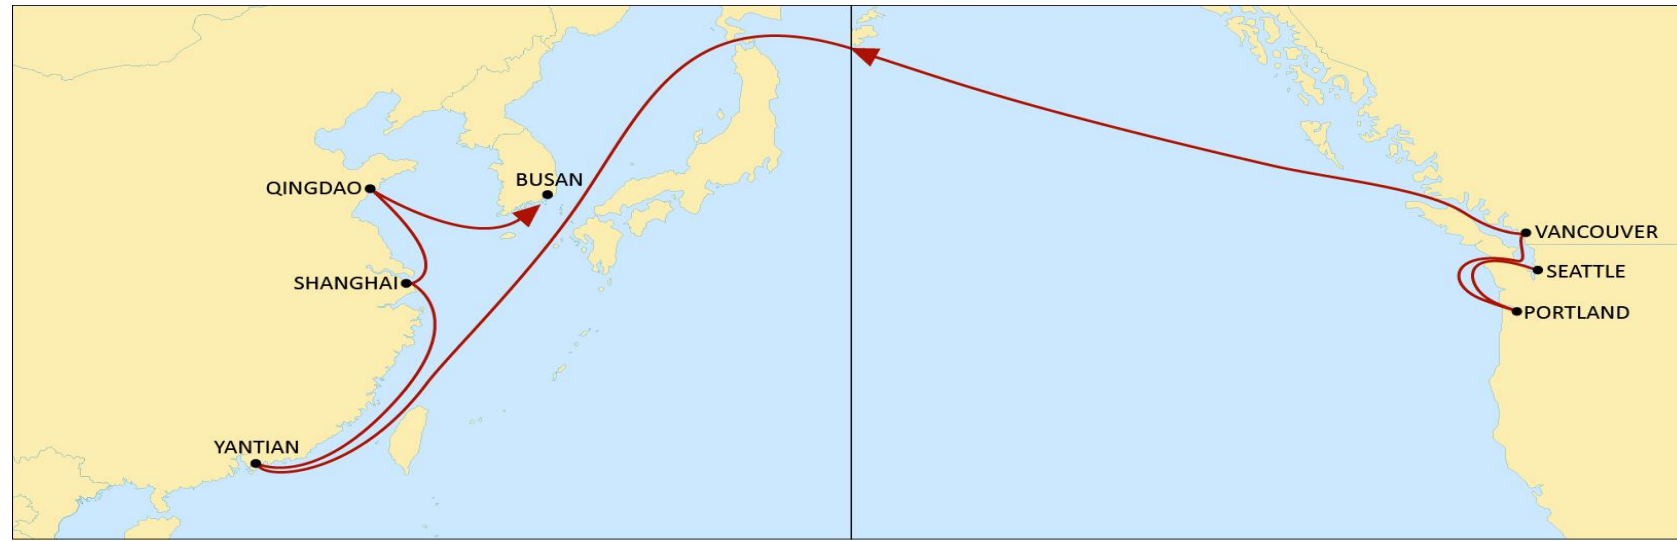 BUSAN
QINGDAO
VANCOUVER
SEATTLE
SHANGHAI
PORTLAND
YANTIAN